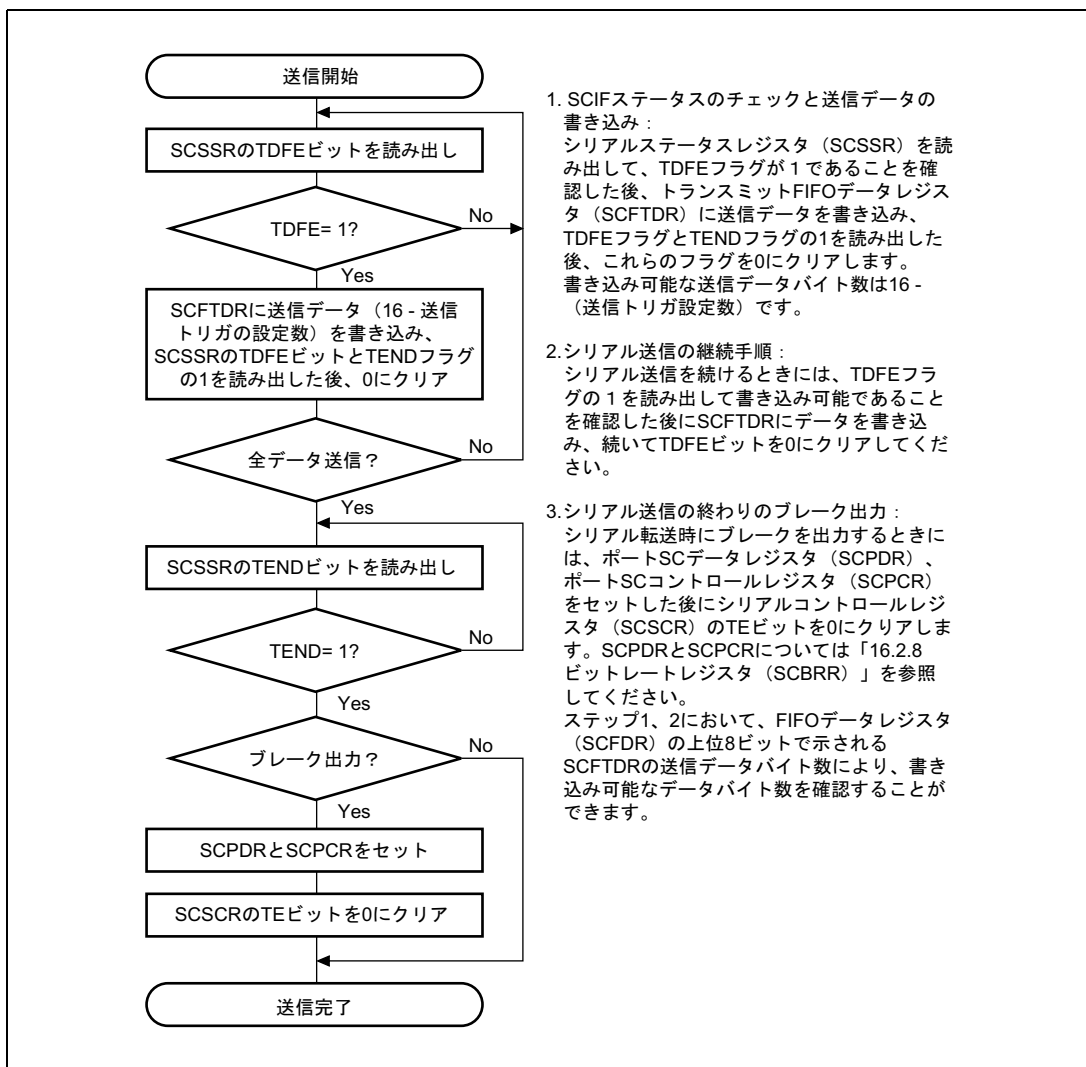 送信開始
SCSSRのTDFEビットを読み出し
TDFE= 1?
No
Yes
SCFTDRに送信データ（16 - 送信
トリガの設定数）を書き込み、
SCSSRのTDFEビットとTENDフラグ
の1を読み出した後、0にクリア
全データ送信？
No
Yes
SCSSRのTENDビットを読み出し
TEND= 1?
No
Yes
ブレーク出力？
No
Yes
SCPDRとSCPCRをセット
SCSCRのTEビットを0にクリア
送信完了
1. SCIFステータスのチェックと送信データの
書き込み：
シリアルステータスレジスタ（SCSSR）を読
み出して、TDFEフラグが１であることを確
認した後、トランスミットFIFOデータレジス
タ（SCFTDR）に送信データを書き込み、
TDFEフラグとTENDフラグの1を読み出した
後、これらのフラグを0にクリアします。
書き込み可能な送信データバイト数は16 -
（送信トリガ設定数）です。
2.シリアル送信の継続手順：
シリアル送信を続けるときには、TDFEフラ
グの１を読み出して書き込み可能であること
を確認した後にSCFTDRにデータを書き込
み、続いてTDFEビットを0にクリアしてくだ
さい。
3.シリアル送信の終わりのブレーク出力：
シリアル転送時にブレークを出力するときに
は、ポートSCデータレジスタ（SCPDR）、
ポートSCコントロールレジスタ（SCPCR）
をセットした後にシリアルコントロールレジ
スタ（SCSCR）のTEビットを0にクりアしま
す。SCPDRとSCPCRについては「16.2.8
ビットレートレジスタ（SCBRR）」を参照
してください。
ステップ1、2において、FIFOデータレジスタ
（SCFDR）の上位8ビットで示される
SCFTDRの送信データバイト数により、書き
込み可能なデータバイト数を確認することが
できます。